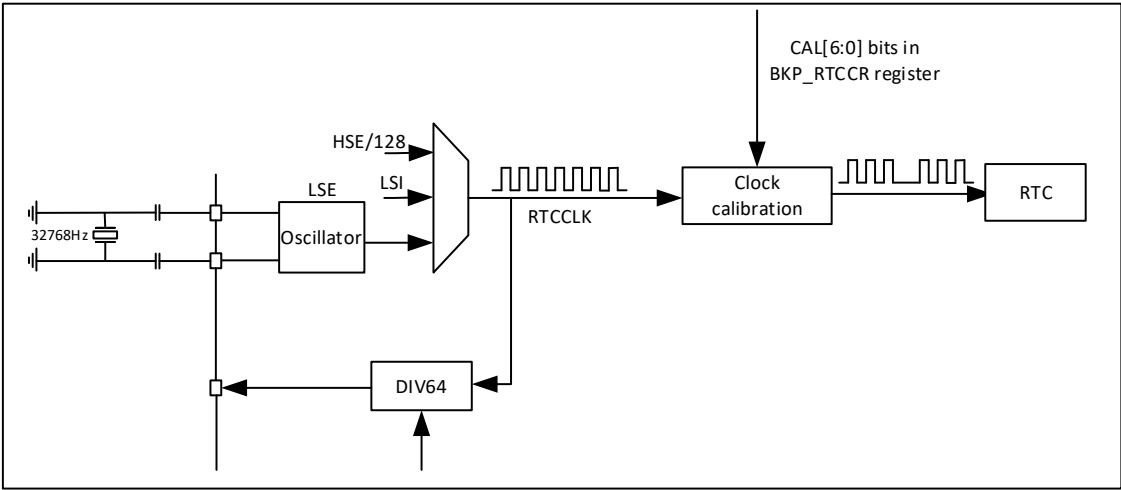 CAL[6:0] bits in
BKP_RTCCR register
HSE/128
LSI
LSE
Oscillator
32768Hz
RTCCLK
Clock
calibration
RTC
DIV64